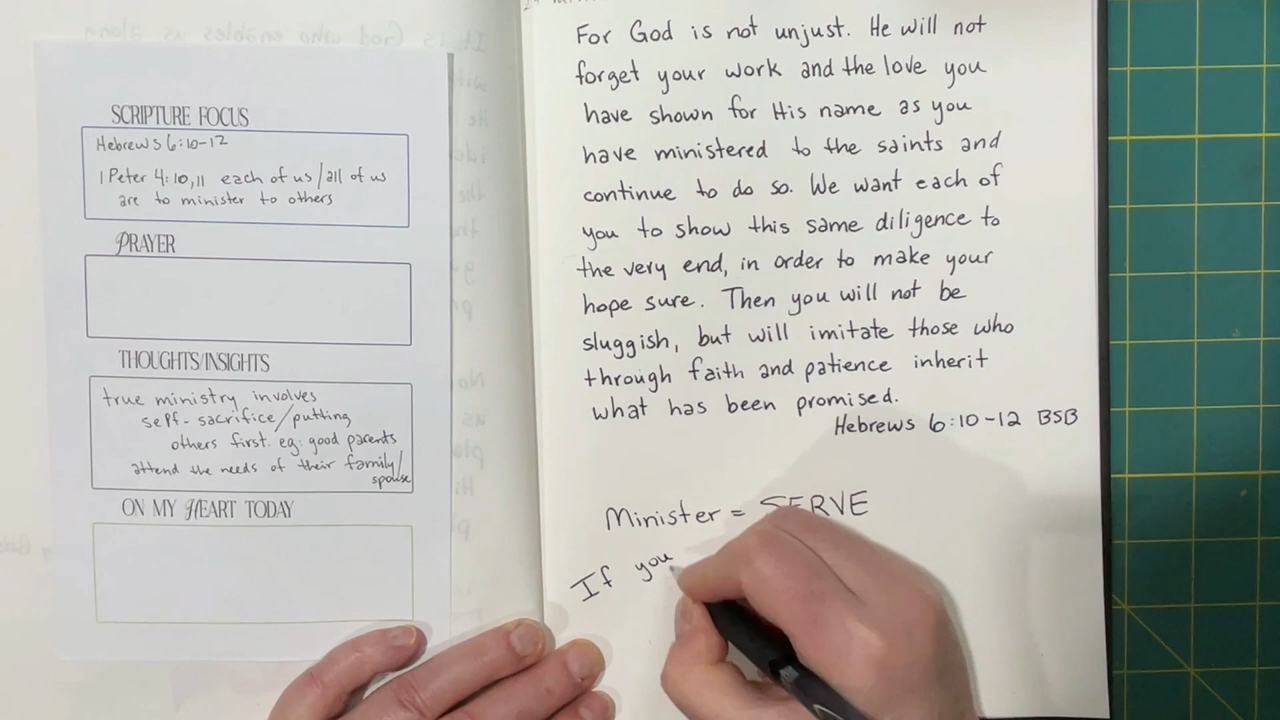 SCRIPTURE FOCUS
Hebrews 6:10-12
1 Peter 4:10,11 each of us/all of us
are to minister to others
PRAYER
THOUGHTS/INSIGHTS
true ministry involves
self-sacrifice/putting
others first. eg: good parents
attend the needs of their family/
spouse
ON MY HEART TODAY
For God is not unjust. He will not
forget your work and the love you
have shown for His name as you
have ministered to the saints and
continue to do so. We want each of
you to show this same diligence to
the very end, in order to make your
hope sure. Then you will not be
sluggish, but will imitate those who
through faith and patience inherit
what has been promised.
Hebrews 6:10-12 BSB
Minister = SERVE
If you